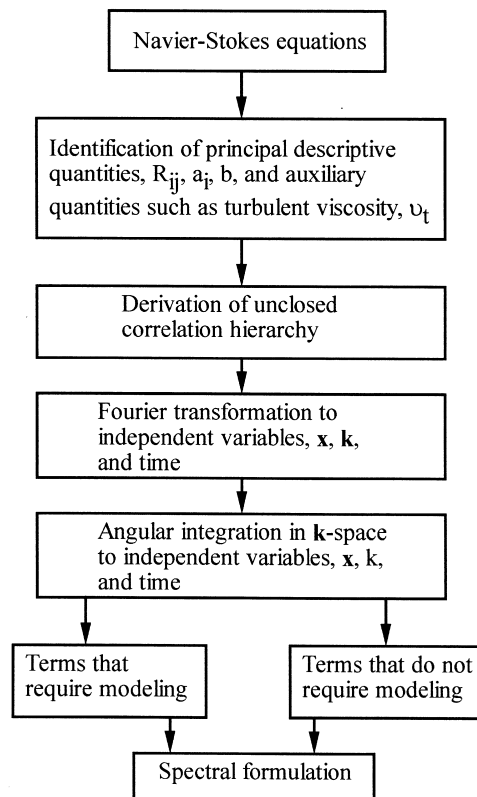 Navier-Stokes equations
Identification of principal descriptive
quantities, Rij, ai, b, and auxiliary
quantities such as turbulent viscosity, υt
Derivation of unclosed
correlation hierarchy
Fourier transformation to
independent variables, x, k,
and time
Angular integration in k-space
to independent variables, x, k,
and time
Terms that
require modeling
Terms that do not
require modeling
Spectral formulation